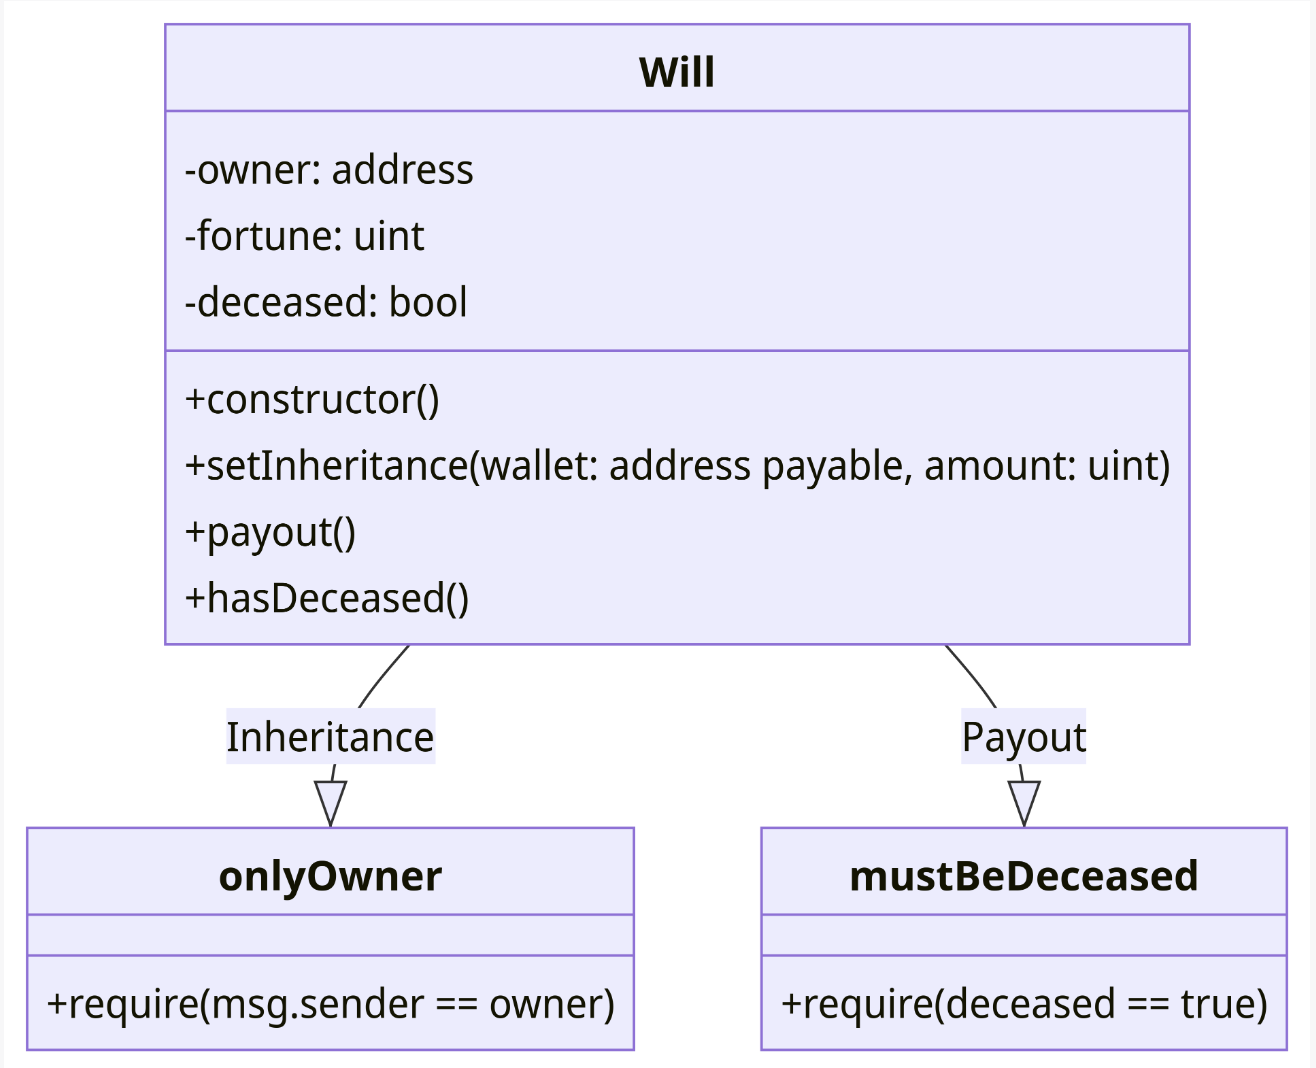 Will
-owner: address
-fortune: uint
-deceased: bool
+constructor()
+setInheritance(wallet: address payable, amount: uint)
+payout()
+hasDeceased()
Inheritance
Payout
onlyOwner
+require(msg.sender == owner)
mustBeDeceased
+require(deceased == true)